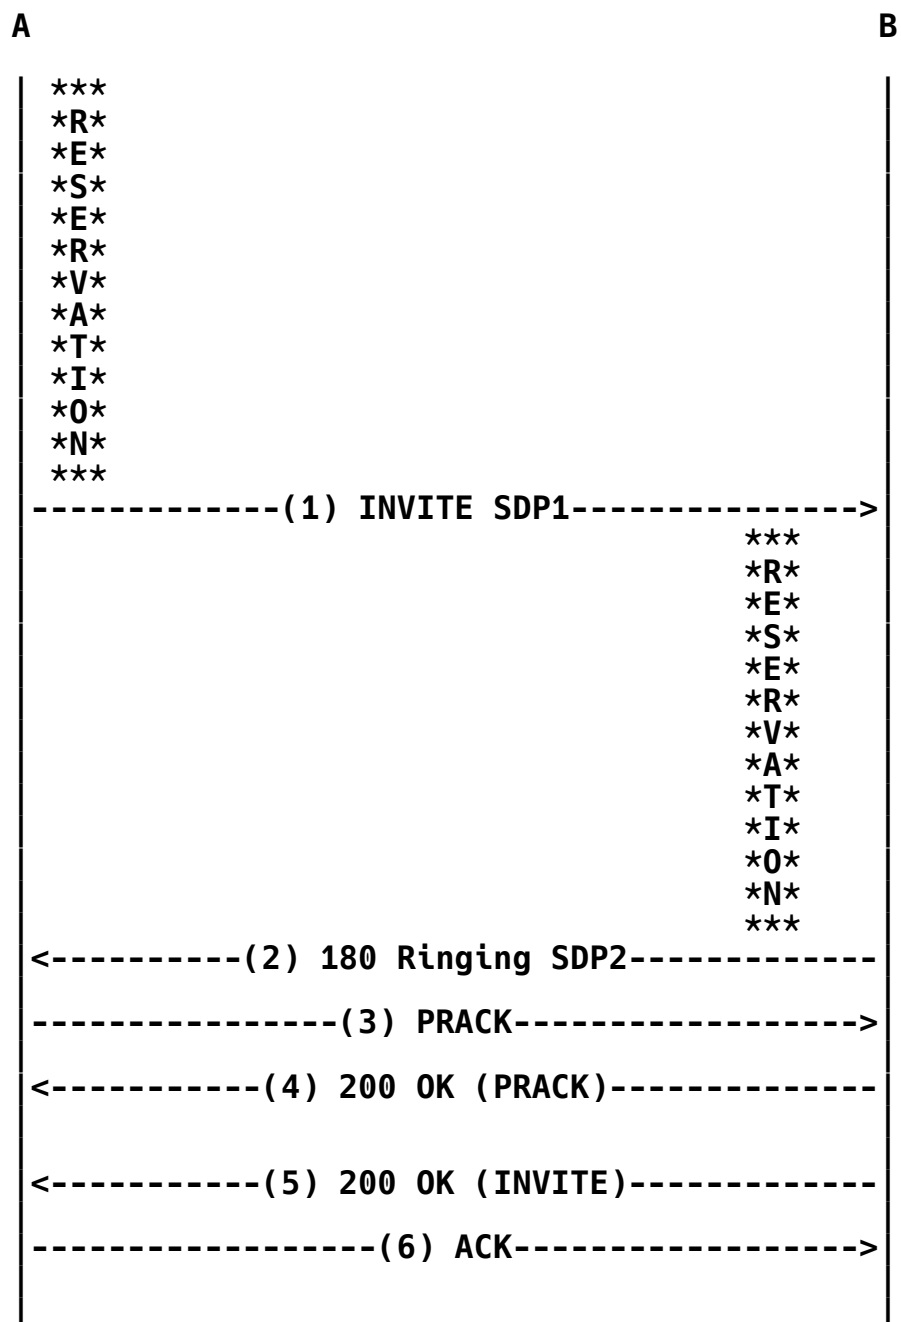 A B
***
*R*
*E*
*S*
*E*
*R*
*V*
*A*
*T*
*I*
*O*
*N*
***
-------------(1) INVITE SDP1--------------->
***
*R*
*E*
*S*
*E*
*R*
*V*
*A*
*T*
*I*
*O*
*N*
***
<----------(2) 180 Ringing SDP2-------------
----------------(3) PRACK------------------>
<-----------(4) 200 OK (PRACK)--------------
<-----------(5) 200 OK (INVITE)-------------
------------------(6) ACK------------------>